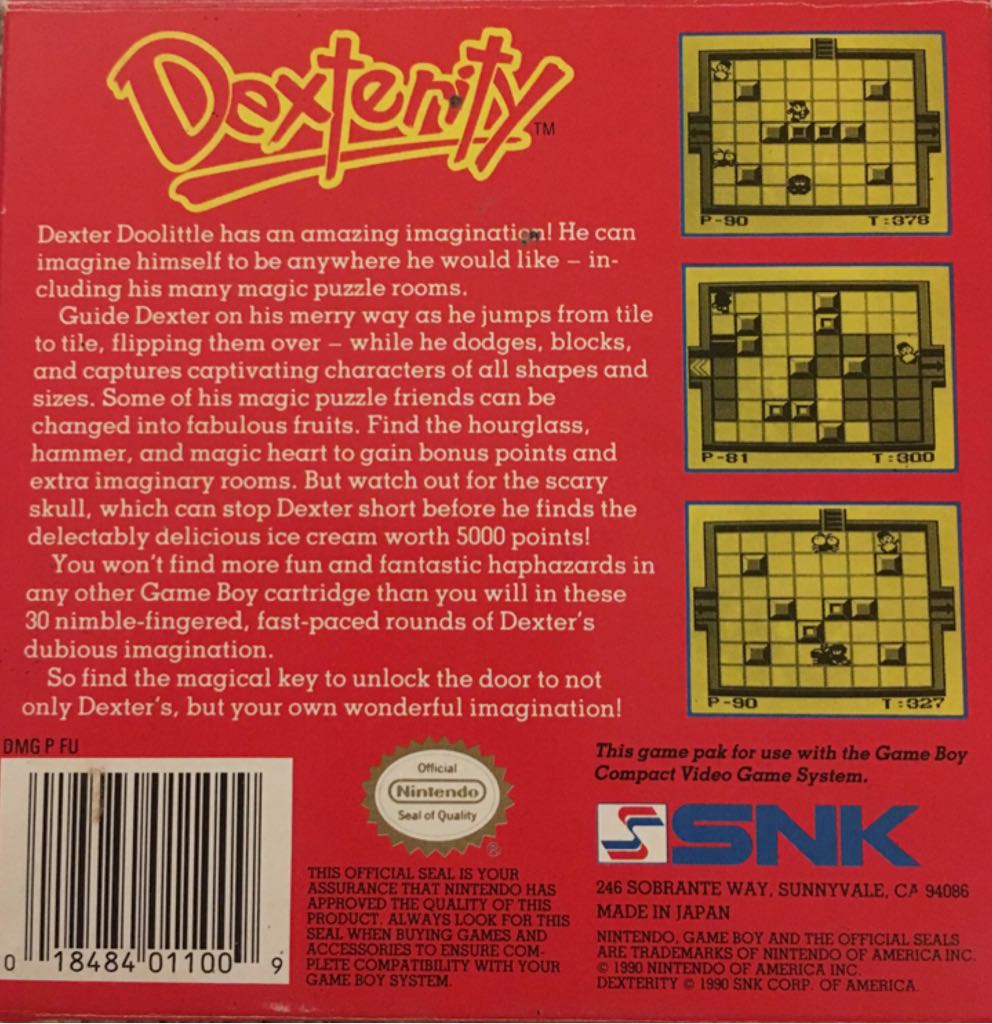 Dexterity™
Dexter Doolittle has an amazing imagination! He can
imagine himself to be anywhere he would like – in-
cluding his many magic puzzle rooms.
Guide Dexter on his merry way as he jumps from tile
to tile, flipping them over – while he dodges, blocks,
and captures captivating characters of all shapes and
sizes. Some of his magic puzzle friends can be
changed into fabulous fruits. Find the hourglass,
hammer, and magic heart to gain bonus points and
extra imaginary rooms. But watch out for the scary
skull, which can stop Dexter short before he finds the
delectably delicious ice cream worth 5000 points!
You won't find more fun and fantastic haphazards in
any other Game Boy cartridge than you will in these
30 nimble-fingered, fast-paced rounds of Dexter's
dubious imagination.
So find the magical key to unlock the door to not
only Dexter's, but your own wonderful imagination!
P-90 T:378
P-81 T:300
P-90 T:327
DMG P FU
0 18484 01100 9
Official
Nintendo
Seal of Quality
®
THIS OFFICIAL SEAL IS YOUR
ASSURANCE THAT NINTENDO HAS
APPROVED THE QUALITY OF THIS
PRODUCT. ALWAYS LOOK FOR THIS
SEAL WHEN BUYING GAMES AND
ACCESSORIES TO ENSURE COM-
PLETE COMPATIBILITY WITH YOUR
GAME BOY SYSTEM.
This game pak for use with the Game Boy
Compact Video Game System.
SNK
246 SOBRANTE WAY, SUNNYVALE, CA 94086
MADE IN JAPAN
NINTENDO, GAME BOY AND THE OFFICIAL SEALS
ARE TRADEMARKS OF NINTENDO OF AMERICA INC.
© 1990 NINTENDO OF AMERICA INC.
DEXTERITY © 1990 SNK CORP. OF AMERICA.